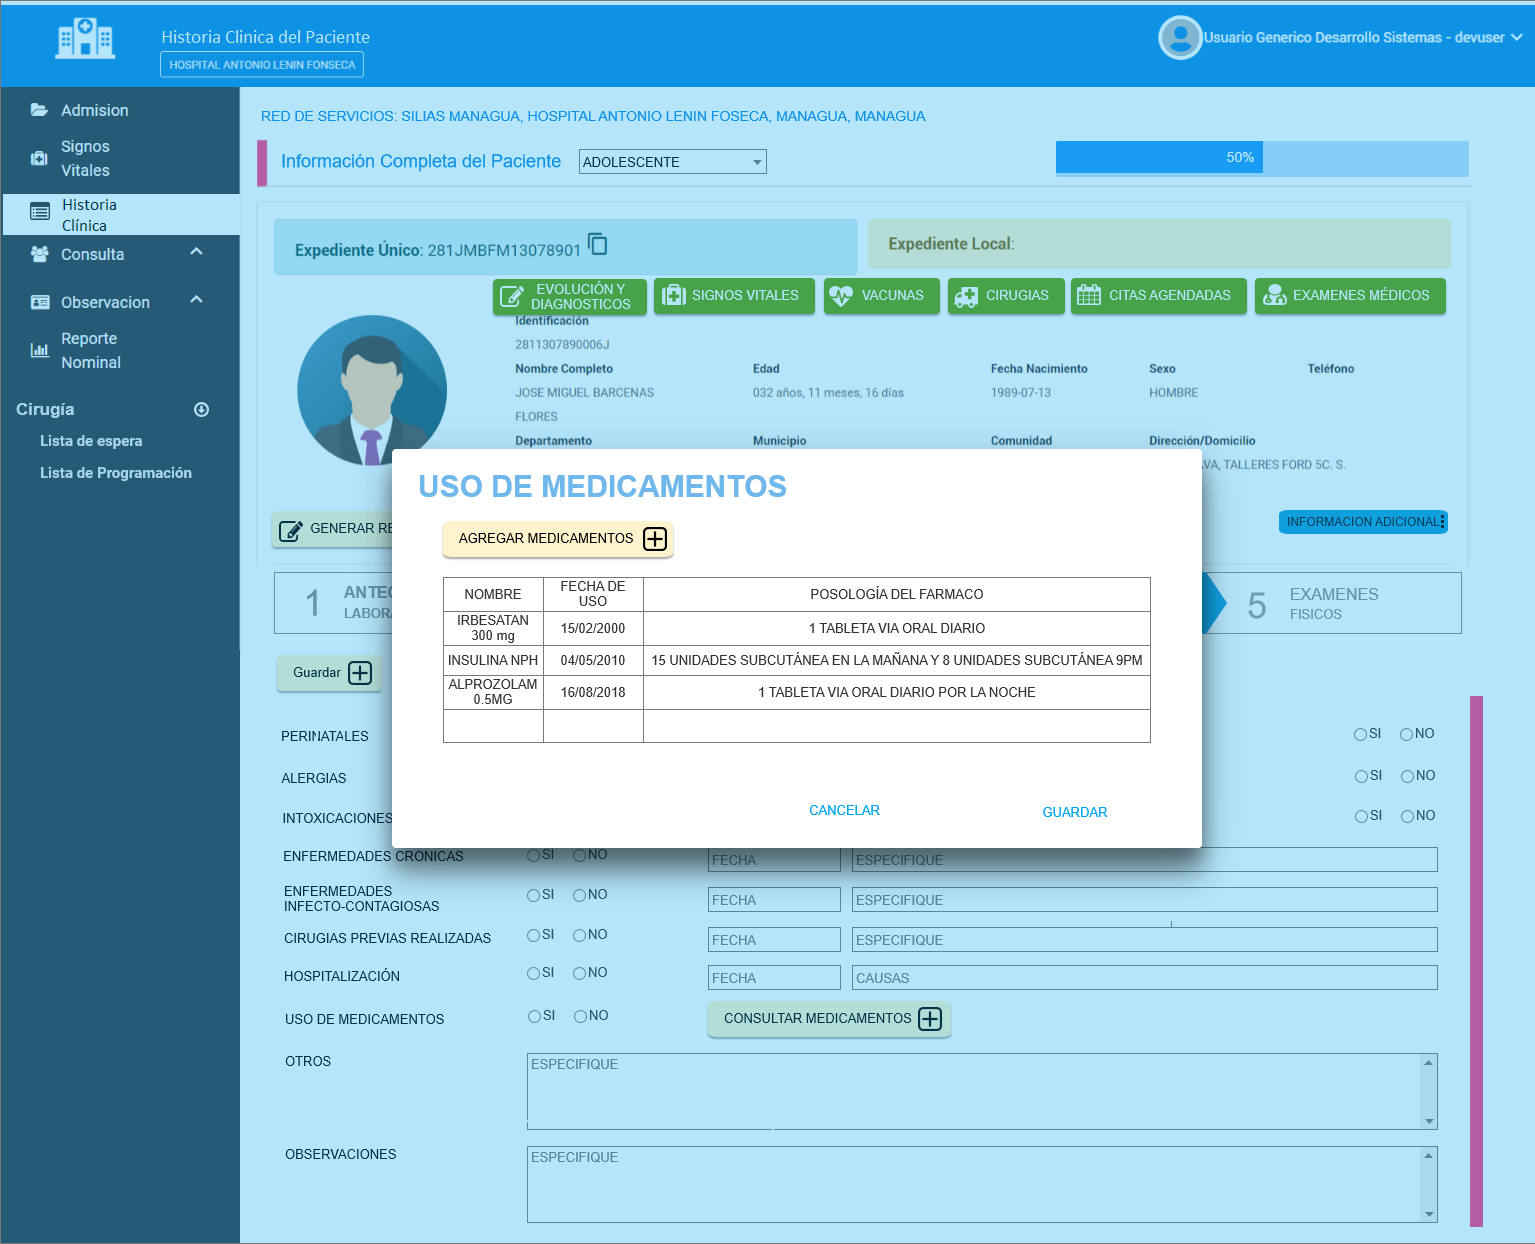 Historia Clinica del Paciente
HOSPITAL ANTONIO LENIN FONSECA
Usuario Generico Desarrollo Sistemas - devuser
Admision
Signos
Vitales
Historia
Clínica
Consulta
Observacion
Reporte
Nominal
Cirugía
Lista de espera
Lista de Programación
RED DE SERVICIOS: SILIAS MANAGUA, HOSPITAL ANTONIO LENIN FOSECA, MANAGUA, MANAGUA
Información Completa del Paciente
ADOLESCENTE
50%
Expediente Único: 281JMBFM13078901
Expediente Local:
EVOLUCIÓN Y
DIAGNOSTICOS
SIGNOS VITALES
VACUNAS
CIRUGIAS
CITAS AGENDADAS
EXAMENES MÉDICOS
Identificación
2811307890006J
Nombre Completo
Edad
Fecha Nacimiento
Sexo
Teléfono
JOSE MIGUEL BARCENAS
FLORES
032 años, 11 meses, 16 días
1989-07-13
HOMBRE
Departamento
Municipio
Comunidad
Dirección/Domicilio
AVA, TALLERES FORD 5C. S.
GENERAR RE
INFORMACION ADICIONAL
1
ANTEC
LABORA
5
EXAMENES
FISICOS
Guardar
USO DE MEDICAMENTOS
AGREGAR MEDICAMENTOS
NOMBRE
FECHA DE
USO
POSOLOGÍA DEL FARMACO
IRBESATAN
300 mg
15/02/2000
1 TABLETA VIA ORAL DIARIO
INSULINA NPH
04/05/2010
15 UNIDADES SUBCUTÁNEA EN LA MAÑANA Y 8 UNIDADES SUBCUTÁNEA 9PM
ALPROZOLAM
0.5MG
16/08/2018
1 TABLETA VIA ORAL DIARIO POR LA NOCHE
CANCELAR
GUARDAR
PERINATALES
SI NO
ALERGIAS
SI NO
INTOXICACIONES
SI NO
ENFERMEDADES CRONICAS
SI NO
FECHA
ESPECIFIQUE
ENFERMEDADES
INFECTO-CONTAGIOSAS
SI NO
FECHA
ESPECIFIQUE
CIRUGIAS PREVIAS REALIZADAS
SI NO
FECHA
ESPECIFIQUE
HOSPITALIZACIÓN
SI NO
FECHA
CAUSAS
USO DE MEDICAMENTOS
SI NO
CONSULTAR MEDICAMENTOS
OTROS
ESPECIFIQUE
OBSERVACIONES
ESPECIFIQUE